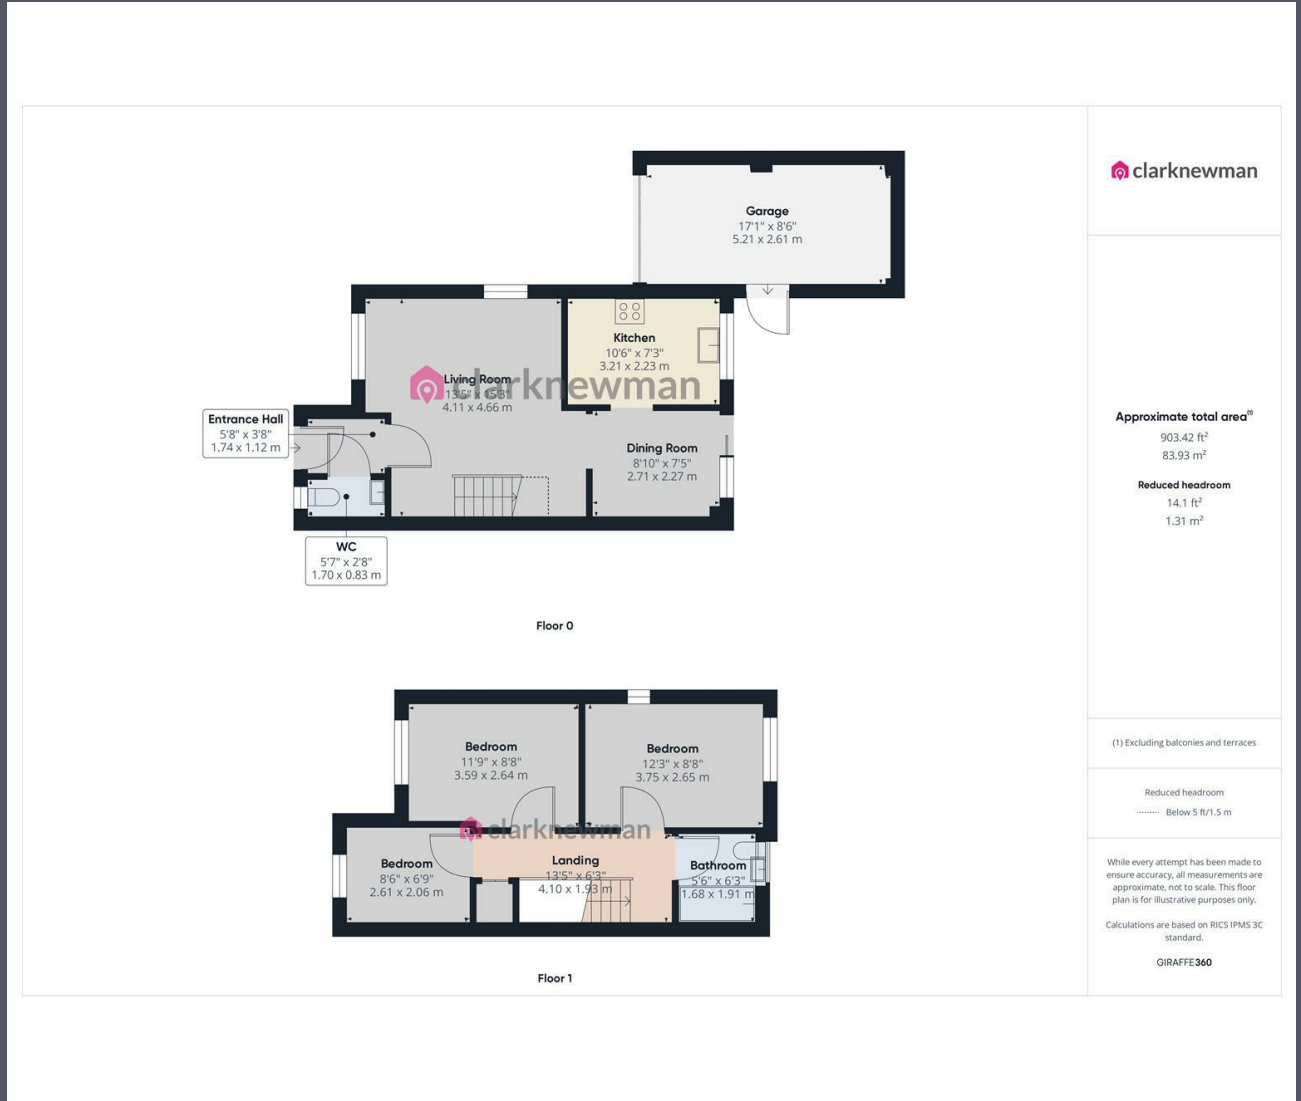 clarknewman
Garage
17'1" x 8'6"
5.21 x 2.61 m
Kitchen
10'6" x 7'3"
3.21 x 2.23 m
Living Room
13'5" x 15'3"
4.11 x 4.66 m
clarknewman
Entrance Hall
5'8" x 3'8"
1.74 x 1.12 m
Dining Room
8'10" x 7'5"
2.71 x 2.27 m
WC
5'7" x 2'8"
1.70 x 0.83 m
Floor 0
Bedroom
11'9" x 8'8"
3.59 x 2.64 m
Bedroom
12'3" x 8'8"
3.75 x 2.65 m
clarknewman
Bedroom
8'6" x 6'9"
2.61 x 2.06 m
Landing
13'5" x 6'3"
4.10 x 1.93 m
Bathroom
5'6" x 6'3"
1.68 x 1.91 m
Floor 1
Approximate total area⁽¹⁾
903.42 ft²
83.93 m²
Reduced headroom
14.1 ft²
1.31 m²
(1) Excluding balconies and terraces
Reduced headroom
Below 5 ft/1.5 m
While every attempt has been made to
ensure accuracy, all measurements are
approximate, not to scale. This floor
plan is for illustrative purposes only.
Calculations are based on RICS IPMS 3C
standard.
GIRAFFE360